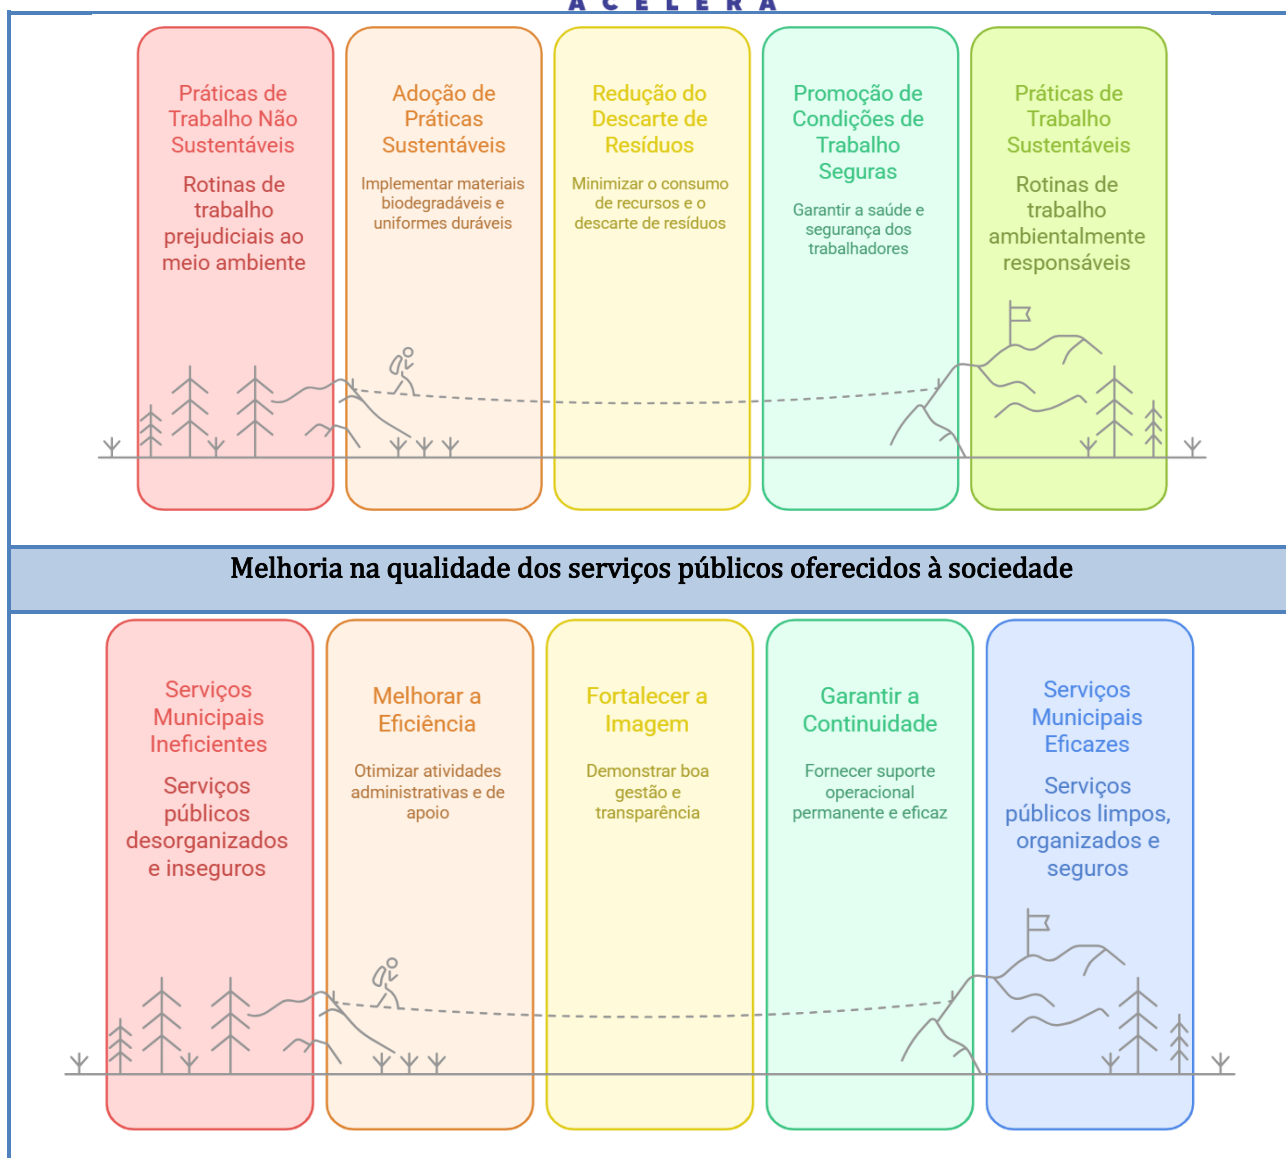 ACELERA
Práticas de
Trabalho Não
Sustentáveis
Rotinas de
trabalho
prejudiciais ao
meio ambiente
Adoção de
Práticas
Sustentáveis
Implementar materiais
biodegradáveis e
uniformes duráveis
Redução do
Descarte de
Resíduos
Minimizar o consumo
de recursos e o
descarte de resíduos
Promoção de
Condições de
Trabalho
Seguras
Garantir a saúde e
segurança dos
trabalhadores
Práticas de
Trabalho
Sustentáveis
Rotinas de
trabalho
ambientalmente
responsáveis
Melhoria na qualidade dos serviços públicos oferecidos à sociedade
Serviços
Municipais
Ineficientes
Serviços
públicos
desorganizados
e inseguros
Melhorar a
Eficiência
Otimizar atividades
administrativas e de
apoio
Fortalecer a
Imagem
Demonstrar boa
gestão e
transparência
Garantir a
Continuidade
Fornecer suporte
operacional
permanente e eficaz
Serviços
Municipais
Eficazes
Serviços
públicos limpos,
organizados e
seguros